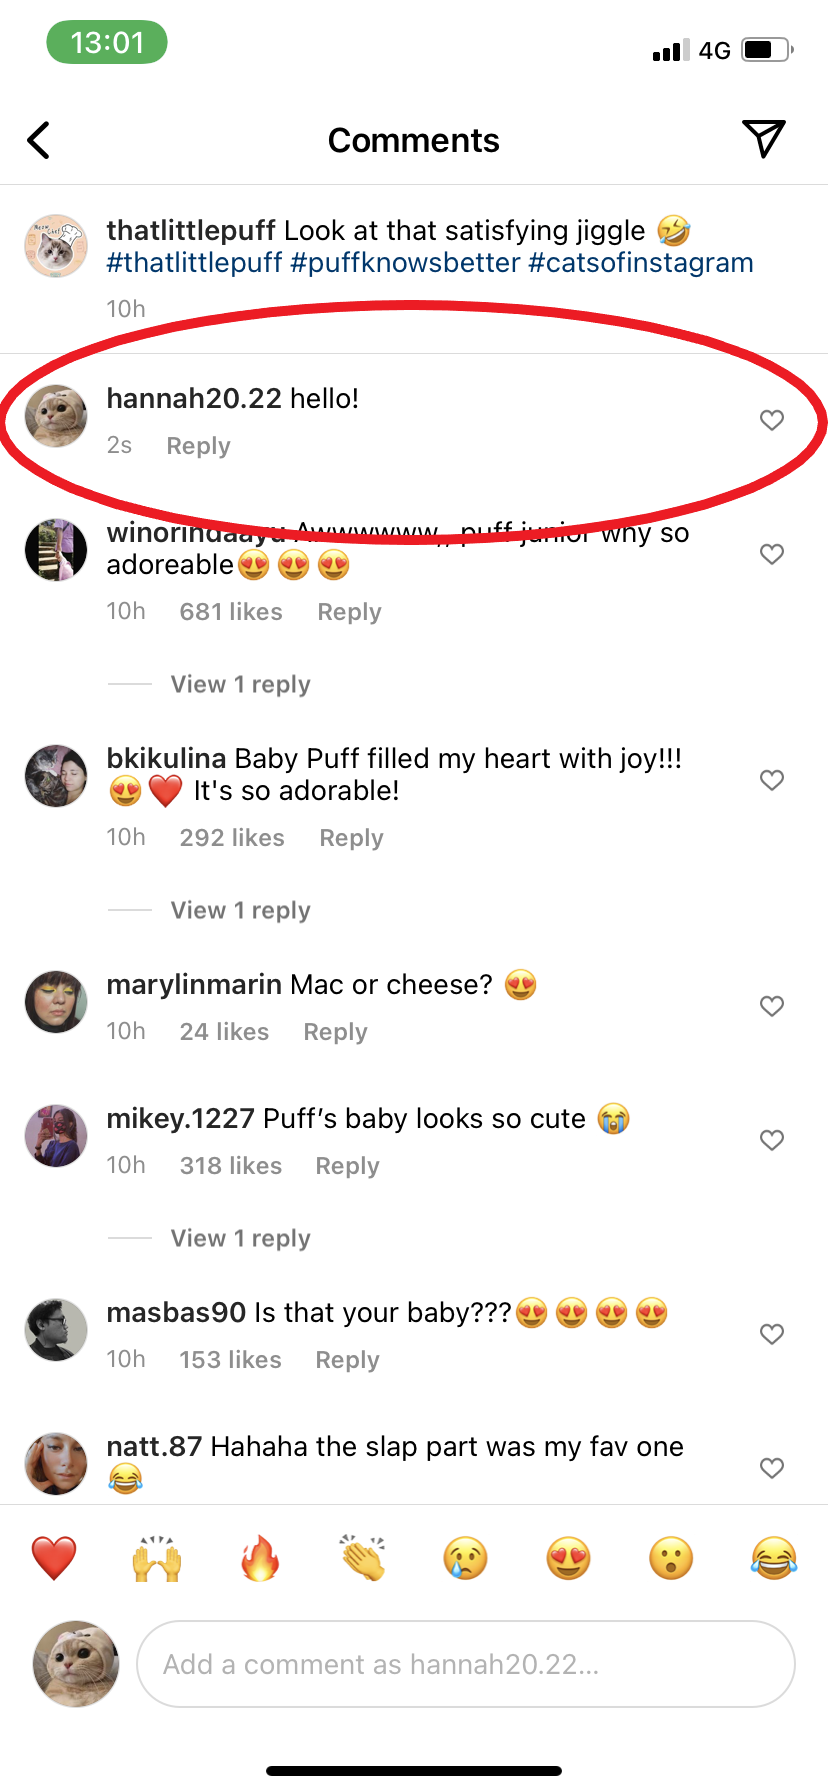 13:01
4G
Comments
Meow Chef
thatlittlepuff Look at that satisfying jiggle 🤣
#thatlittlepuff #puffknowsbetter #catsofinstagram
10h
hannah20.22 hello!
2s Reply
winorindaayu Awwwwww,, puff junior why so
adoreable😍😍😍
10h 681 likes Reply
View 1 reply
bkikulina Baby Puff filled my heart with joy!!!
😍❤️ It's so adorable!
10h 292 likes Reply
View 1 reply
marylinmarin Mac or cheese? 😍
10h 24 likes Reply
mikey.1227 Puff’s baby looks so cute 😭
10h 318 likes Reply
View 1 reply
masbas90 Is that your baby???😍😍😍😍
10h 153 likes Reply
natt.87 Hahaha the slap part was my fav one
😂
❤️ 🙌 🔥 👏 😢 😍 😮 😂
Add a comment as hannah20.22...